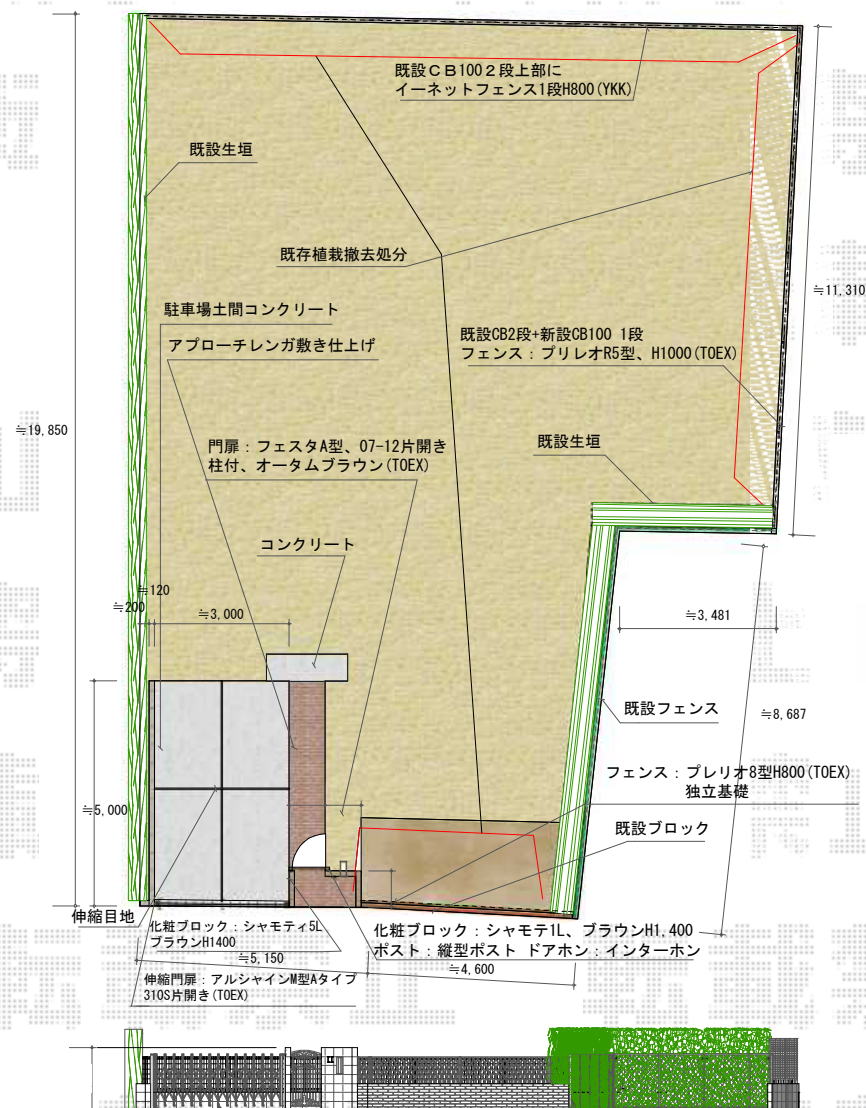 既設ＣＢ100２段上部に
イーネットフェンス1段H800(YKK)
既設生垣
既存植栽撤去処分
≒11,310
駐車場土間コンクリート
アプローチレンガ敷き仕上げ
既設CB2段+新設CB100 1段
フェンス：プリレオR5型、H1000(TOEX)
≒19,850
門扉：フェスタA型、07-12片開き
柱付、オータムブラウン(TOEX)
既設生垣
コンクリート
≒120
≒200
≒3,000
≒3,481
既設フェンス
≒8,687
フェンス：プレリオ8型H800(TOEX)
独立基礎
≒5,000
既設ブロック
伸縮目地
化粧ブロック：シャモティ5L
ブラウンH1400
化粧ブロック：シャモテ1L、ブラウンH1,400
ポスト：縦型ポスト ドアホン：インターホン
≒5,150
≒4,600
伸縮門扉：アルシャインM型Aタイプ
310S片開き(TOEX)